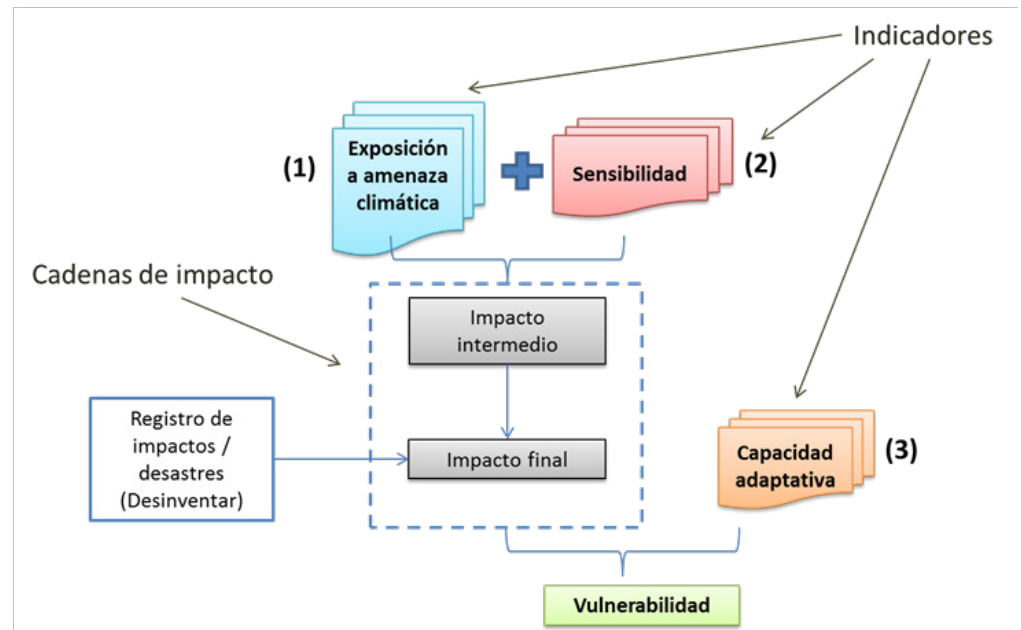 Indicadores
(1)
Exposición
a amenaza
climática
Sensibilidad
(2)
Cadenas de impacto
Impacto
intermedio
Registro de
impactos /
desastres
(Desinventar)
Impacto final
Capacidad
adaptativa
(3)
Vulnerabilidad